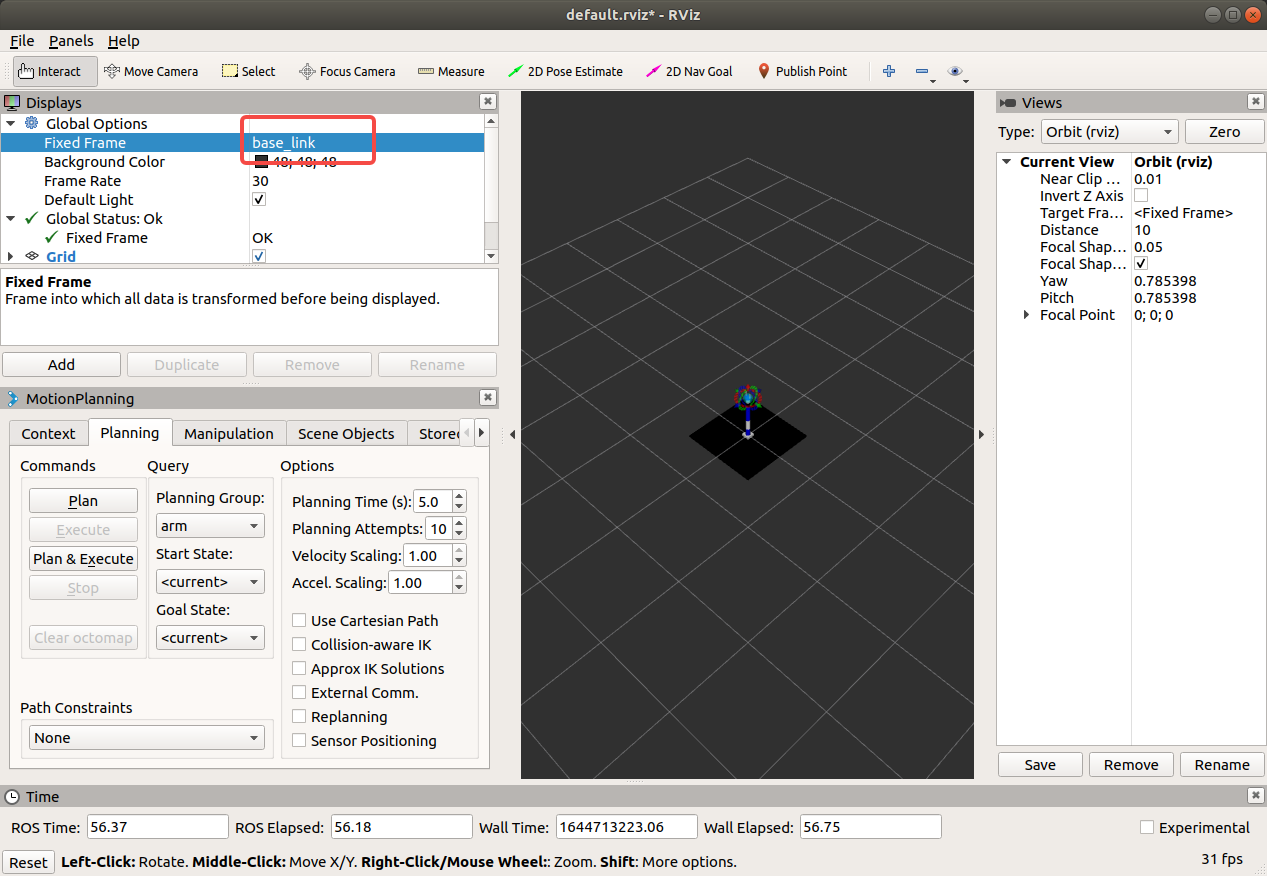 default.rviz* - RViz
File Panels Help
Interact Move Camera Select Focus Camera Measure 2D Pose Estimate 2D Nav Goal Publish Point
Displays
Global Options
Fixed Frame base_link
Background Color 48; 48; 48
Frame Rate 30
Default Light
Global Status: Ok
Fixed Frame OK
Grid
Fixed Frame
Frame into which all data is transformed before being displayed.
Add Duplicate Remove Rename
MotionPlanning
Context Planning Manipulation Scene Objects Stored
Commands Query Options
Plan
Execute
Plan & Execute
Stop
Clear octomap
Planning Group:
arm
Start State:
<current>
Goal State:
<current>
Planning Time (s): 5.0
Planning Attempts: 10
Velocity Scaling: 1.00
Accel. Scaling: 1.00
Use Cartesian Path
Collision-aware IK
Approx IK Solutions
External Comm.
Replanning
Sensor Positioning
Path Constraints
None
Views
Type: Orbit (rviz) Zero
Current View Orbit (rviz)
Near Clip ... 0.01
Invert Z Axis
Target Fra... <Fixed Frame>
Distance 10
Focal Shap... 0.05
Focal Shap...
Yaw 0.785398
Pitch 0.785398
Focal Point 0; 0; 0
Save Remove Rename
Time
ROS Time: 56.37 ROS Elapsed: 56.18 Wall Time: 1644713223.06 Wall Elapsed: 56.75 Experimental
Reset Left-Click: Rotate. Middle-Click: Move X/Y. Right-Click/Mouse Wheel:: Zoom. Shift: More options. 31 fps